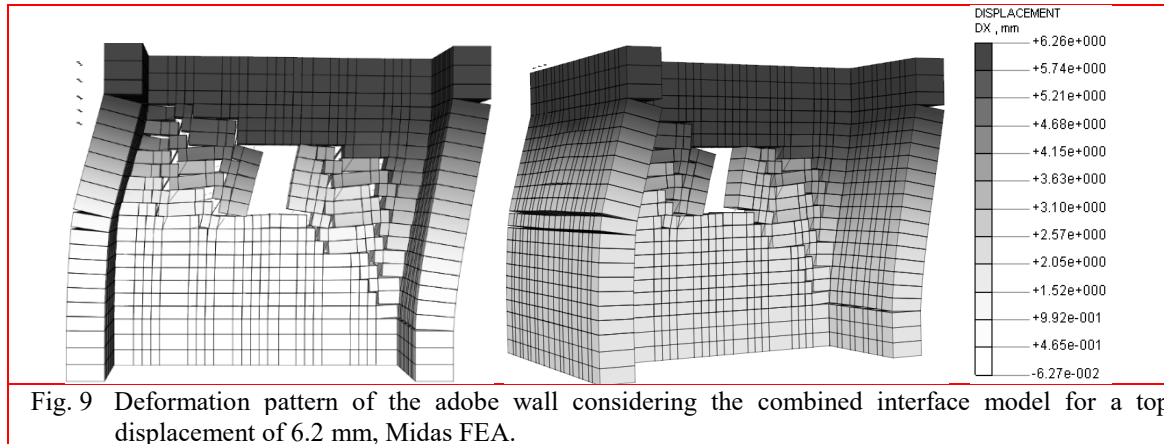 DISPLACEMENT
DX , mm
+6.26e+000
+5.74e+000
+5.21e+000
+4.68e+000
+4.15e+000
+3.63e+000
+3.10e+000
+2.57e+000
+2.05e+000
+1.52e+000
+9.92e-001
+4.65e-001
-6.27e-002
Fig. 9 Deformation pattern of the adobe wall considering the combined interface model for a top
displacement of 6.2 mm, Midas FEA.